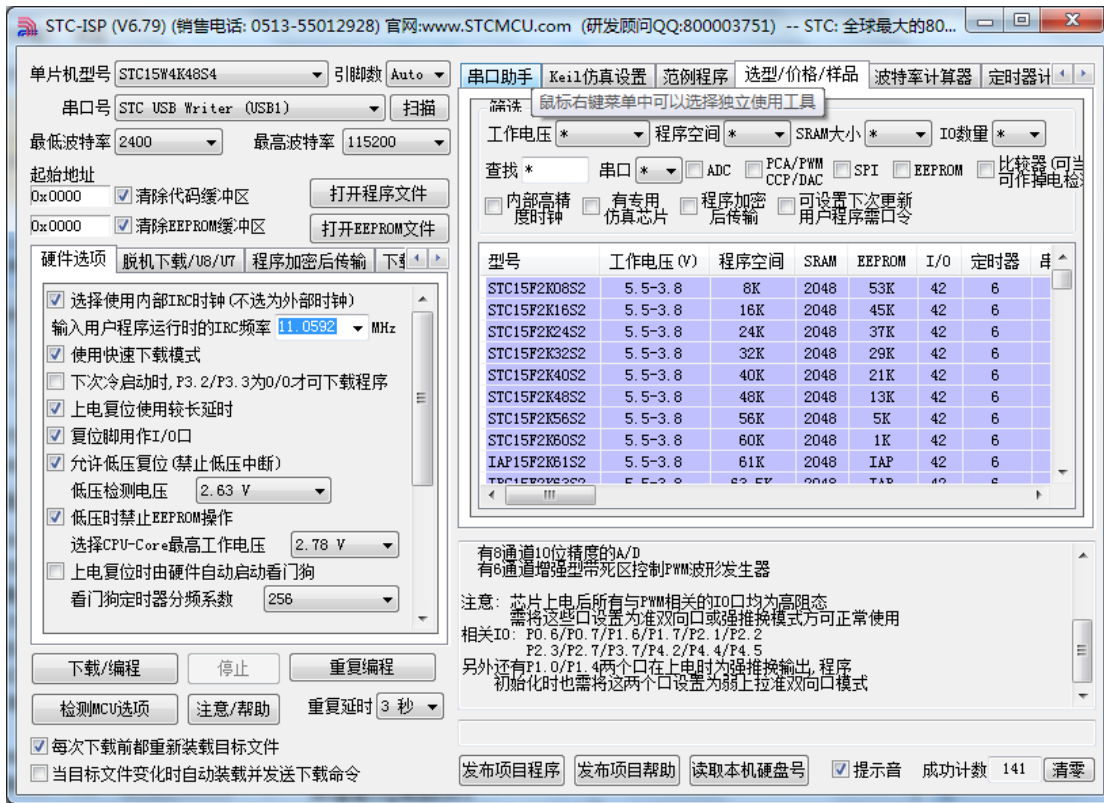 STC-ISP (V6.79) (销售电话: 0513-55012928) 官网:www.STCMCU.com (研发顾问QQ:800003751) -- STC: 全球最大的80...
单片机型号 STC15W4K48S4 引脚数 Auto
串口号 STC USB Writer (USB1) 扫描
最低波特率 2400 最高波特率 115200
起始地址
0x0000 清除代码缓冲区 打开程序文件
0x0000 清除EEPROM缓冲区 打开EEPROM文件
硬件选项 脱机下载/U8/U7 程序加密后传输
选择使用内部IRC时钟(不选为外部时钟)
输入用户程序运行时的IRC频率 11.0592 MHz
使用快速下载模式
下次冷启动时,P3.2/P3.3为0/0才可下载程序
上电复位使用较长延时
复位脚用作I/O口
允许低压复位(禁止低压中断)
低压检测电压 2.63 V
低压时禁止EEPROM操作
选择CPU-Core最高工作电压 2.78 V
上电复位时由硬件自动启动看门狗
看门狗定时器分频系数 256
下载/编程 停止 重复编程
检测MCU选项 注意/帮助 重复延时 3 秒
每次下载前都重新装载目标文件
当目标文件变化时自动装载并发送下载命令
串口助手 Keil仿真设置 范例程序 选型/价格/样品 波特率计算器 定时器计
筛选 鼠标右键菜单中可以选择独立使用工具
工作电压 * 程序空间 * SRAM大小 * IO数量 *
查找 * 串口 * ADC PCA/PWM CCP/DAC SPI EEPROM 比较器(可当可作掉电检
内部高精度时钟 有专用仿真芯片 程序加密后传输 可设置下次更新用户程序需口令
型号 工作电压(V) 程序空间 SRAM EEPROM I/O 定时器
STC15F2K08S2 5.5-3.8 8K 2048 53K 42 6
STC15F2K16S2 5.5-3.8 16K 2048 45K 42 6
STC15F2K24S2 5.5-3.8 24K 2048 37K 42 6
STC15F2K32S2 5.5-3.8 32K 2048 29K 42 6
STC15F2K40S2 5.5-3.8 40K 2048 21K 42 6
STC15F2K48S2 5.5-3.8 48K 2048 13K 42 6
STC15F2K56S2 5.5-3.8 56K 2048 5K 42 6
STC15F2K60S2 5.5-3.8 60K 2048 1K 42 6
IAP15F2K61S2 5.5-3.8 61K 2048 IAP 42 6
有8通道10位精度的A/D
有6通道增强型带死区控制PWM波形发生器
注意: 芯片上电后所有与PWM相关的IO口均为高阻态
需将这些口设置为准双向口或强推挽模式方可正常使用
相关IO: P0.6/P0.7/P1.6/P1.7/P2.1/P2.2
P2.3/P2.7/P3.7/P4.2/P4.4/P4.5
另外还有P1.0/P1.4两个口在上电时为强推挽输出,程序
初始化时也需将这两个口设置为弱上拉准双向口模式
发布项目程序 发布项目帮助 读取本机硬盘号 提示音 成功计数 141 清零